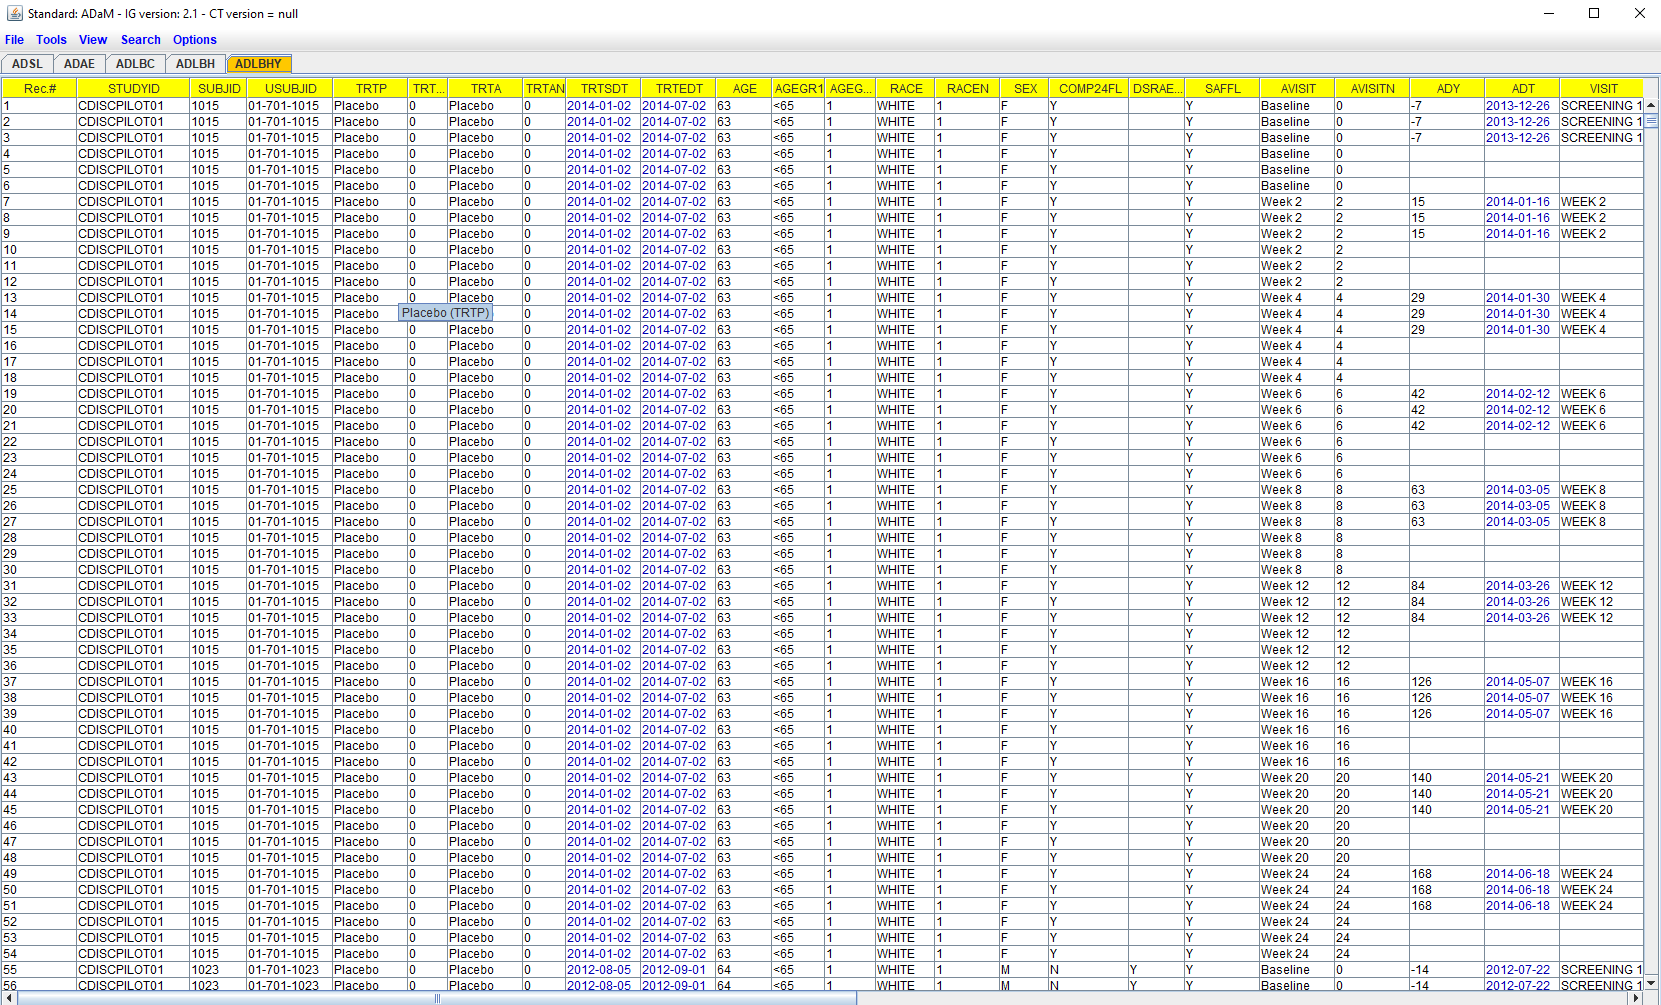 Standard: ADaM - IG version: 2.1 - CT version = null
File Tools View Search Options
ADSL ADAE ADLBC ADLBH ADLBHY
Rec.# STUDYID SUBJID USUBJID TRTP TRT... TRTA TRTAN TRTSDT TRTEDT AGE AGEGR1 AGEG... RACE RACEN SEX COMP24FL DSRAE... SAFFL AVISIT AVISITN ADY ADT VISIT
1 CDISCPILOT01 1015 01-701-1015 Placebo 0 Placebo 0 2014-01-02 2014-07-02 63 <65 1 WHITE 1 F Y Y Baseline 0 -7 2013-12-26 SCREENING 1
2 CDISCPILOT01 1015 01-701-1015 Placebo 0 Placebo 0 2014-01-02 2014-07-02 63 <65 1 WHITE 1 F Y Y Baseline 0 -7 2013-12-26 SCREENING 1
3 CDISCPILOT01 1015 01-701-1015 Placebo 0 Placebo 0 2014-01-02 2014-07-02 63 <65 1 WHITE 1 F Y Y Baseline 0 -7 2013-12-26 SCREENING 1
4 CDISCPILOT01 1015 01-701-1015 Placebo 0 Placebo 0 2014-01-02 2014-07-02 63 <65 1 WHITE 1 F Y Y Baseline 0
5 CDISCPILOT01 1015 01-701-1015 Placebo 0 Placebo 0 2014-01-02 2014-07-02 63 <65 1 WHITE 1 F Y Y Baseline 0
6 CDISCPILOT01 1015 01-701-1015 Placebo 0 Placebo 0 2014-01-02 2014-07-02 63 <65 1 WHITE 1 F Y Y Baseline 0
7 CDISCPILOT01 1015 01-701-1015 Placebo 0 Placebo 0 2014-01-02 2014-07-02 63 <65 1 WHITE 1 F Y Y Week 2 2 15 2014-01-16 WEEK 2
8 CDISCPILOT01 1015 01-701-1015 Placebo 0 Placebo 0 2014-01-02 2014-07-02 63 <65 1 WHITE 1 F Y Y Week 2 2 15 2014-01-16 WEEK 2
9 CDISCPILOT01 1015 01-701-1015 Placebo 0 Placebo 0 2014-01-02 2014-07-02 63 <65 1 WHITE 1 F Y Y Week 2 2 15 2014-01-16 WEEK 2
10 CDISCPILOT01 1015 01-701-1015 Placebo 0 Placebo 0 2014-01-02 2014-07-02 63 <65 1 WHITE 1 F Y Y Week 2 2
11 CDISCPILOT01 1015 01-701-1015 Placebo 0 Placebo 0 2014-01-02 2014-07-02 63 <65 1 WHITE 1 F Y Y Week 2 2
12 CDISCPILOT01 1015 01-701-1015 Placebo 0 Placebo 0 2014-01-02 2014-07-02 63 <65 1 WHITE 1 F Y Y Week 2 2
13 CDISCPILOT01 1015 01-701-1015 Placebo 0 Placebo 0 2014-01-02 2014-07-02 63 <65 1 WHITE 1 F Y Y Week 4 4 29 2014-01-30 WEEK 4
14 CDISCPILOT01 1015 01-701-1015 Placebo Placebo (TRTP) 0 2014-01-02 2014-07-02 63 <65 1 WHITE 1 F Y Y Week 4 4 29 2014-01-30 WEEK 4
15 CDISCPILOT01 1015 01-701-1015 Placebo 0 Placebo 0 2014-01-02 2014-07-02 63 <65 1 WHITE 1 F Y Y Week 4 4 29 2014-01-30 WEEK 4
16 CDISCPILOT01 1015 01-701-1015 Placebo 0 Placebo 0 2014-01-02 2014-07-02 63 <65 1 WHITE 1 F Y Y Week 4 4
17 CDISCPILOT01 1015 01-701-1015 Placebo 0 Placebo 0 2014-01-02 2014-07-02 63 <65 1 WHITE 1 F Y Y Week 4 4
18 CDISCPILOT01 1015 01-701-1015 Placebo 0 Placebo 0 2014-01-02 2014-07-02 63 <65 1 WHITE 1 F Y Y Week 4 4
19 CDISCPILOT01 1015 01-701-1015 Placebo 0 Placebo 0 2014-01-02 2014-07-02 63 <65 1 WHITE 1 F Y Y Week 6 6 42 2014-02-12 WEEK 6
20 CDISCPILOT01 1015 01-701-1015 Placebo 0 Placebo 0 2014-01-02 2014-07-02 63 <65 1 WHITE 1 F Y Y Week 6 6 42 2014-02-12 WEEK 6
21 CDISCPILOT01 1015 01-701-1015 Placebo 0 Placebo 0 2014-01-02 2014-07-02 63 <65 1 WHITE 1 F Y Y Week 6 6 42 2014-02-12 WEEK 6
22 CDISCPILOT01 1015 01-701-1015 Placebo 0 Placebo 0 2014-01-02 2014-07-02 63 <65 1 WHITE 1 F Y Y Week 6 6
23 CDISCPILOT01 1015 01-701-1015 Placebo 0 Placebo 0 2014-01-02 2014-07-02 63 <65 1 WHITE 1 F Y Y Week 6 6
24 CDISCPILOT01 1015 01-701-1015 Placebo 0 Placebo 0 2014-01-02 2014-07-02 63 <65 1 WHITE 1 F Y Y Week 6 6
25 CDISCPILOT01 1015 01-701-1015 Placebo 0 Placebo 0 2014-01-02 2014-07-02 63 <65 1 WHITE 1 F Y Y Week 8 8 63 2014-03-05 WEEK 8
26 CDISCPILOT01 1015 01-701-1015 Placebo 0 Placebo 0 2014-01-02 2014-07-02 63 <65 1 WHITE 1 F Y Y Week 8 8 63 2014-03-05 WEEK 8
27 CDISCPILOT01 1015 01-701-1015 Placebo 0 Placebo 0 2014-01-02 2014-07-02 63 <65 1 WHITE 1 F Y Y Week 8 8 63 2014-03-05 WEEK 8
28 CDISCPILOT01 1015 01-701-1015 Placebo 0 Placebo 0 2014-01-02 2014-07-02 63 <65 1 WHITE 1 F Y Y Week 8 8
29 CDISCPILOT01 1015 01-701-1015 Placebo 0 Placebo 0 2014-01-02 2014-07-02 63 <65 1 WHITE 1 F Y Y Week 8 8
30 CDISCPILOT01 1015 01-701-1015 Placebo 0 Placebo 0 2014-01-02 2014-07-02 63 <65 1 WHITE 1 F Y Y Week 8 8
31 CDISCPILOT01 1015 01-701-1015 Placebo 0 Placebo 0 2014-01-02 2014-07-02 63 <65 1 WHITE 1 F Y Y Week 12 12 84 2014-03-26 WEEK 12
32 CDISCPILOT01 1015 01-701-1015 Placebo 0 Placebo 0 2014-01-02 2014-07-02 63 <65 1 WHITE 1 F Y Y Week 12 12 84 2014-03-26 WEEK 12
33 CDISCPILOT01 1015 01-701-1015 Placebo 0 Placebo 0 2014-01-02 2014-07-02 63 <65 1 WHITE 1 F Y Y Week 12 12 84 2014-03-26 WEEK 12
34 CDISCPILOT01 1015 01-701-1015 Placebo 0 Placebo 0 2014-01-02 2014-07-02 63 <65 1 WHITE 1 F Y Y Week 12 12
35 CDISCPILOT01 1015 01-701-1015 Placebo 0 Placebo 0 2014-01-02 2014-07-02 63 <65 1 WHITE 1 F Y Y Week 12 12
36 CDISCPILOT01 1015 01-701-1015 Placebo 0 Placebo 0 2014-01-02 2014-07-02 63 <65 1 WHITE 1 F Y Y Week 12 12
37 CDISCPILOT01 1015 01-701-1015 Placebo 0 Placebo 0 2014-01-02 2014-07-02 63 <65 1 WHITE 1 F Y Y Week 16 16 126 2014-05-07 WEEK 16
38 CDISCPILOT01 1015 01-701-1015 Placebo 0 Placebo 0 2014-01-02 2014-07-02 63 <65 1 WHITE 1 F Y Y Week 16 16 126 2014-05-07 WEEK 16
39 CDISCPILOT01 1015 01-701-1015 Placebo 0 Placebo 0 2014-01-02 2014-07-02 63 <65 1 WHITE 1 F Y Y Week 16 16 126 2014-05-07 WEEK 16
40 CDISCPILOT01 1015 01-701-1015 Placebo 0 Placebo 0 2014-01-02 2014-07-02 63 <65 1 WHITE 1 F Y Y Week 16 16
41 CDISCPILOT01 1015 01-701-1015 Placebo 0 Placebo 0 2014-01-02 2014-07-02 63 <65 1 WHITE 1 F Y Y Week 16 16
42 CDISCPILOT01 1015 01-701-1015 Placebo 0 Placebo 0 2014-01-02 2014-07-02 63 <65 1 WHITE 1 F Y Y Week 16 16
43 CDISCPILOT01 1015 01-701-1015 Placebo 0 Placebo 0 2014-01-02 2014-07-02 63 <65 1 WHITE 1 F Y Y Week 20 20 140 2014-05-21 WEEK 20
44 CDISCPILOT01 1015 01-701-1015 Placebo 0 Placebo 0 2014-01-02 2014-07-02 63 <65 1 WHITE 1 F Y Y Week 20 20 140 2014-05-21 WEEK 20
45 CDISCPILOT01 1015 01-701-1015 Placebo 0 Placebo 0 2014-01-02 2014-07-02 63 <65 1 WHITE 1 F Y Y Week 20 20 140 2014-05-21 WEEK 20
46 CDISCPILOT01 1015 01-701-1015 Placebo 0 Placebo 0 2014-01-02 2014-07-02 63 <65 1 WHITE 1 F Y Y Week 20 20
47 CDISCPILOT01 1015 01-701-1015 Placebo 0 Placebo 0 2014-01-02 2014-07-02 63 <65 1 WHITE 1 F Y Y Week 20 20
48 CDISCPILOT01 1015 01-701-1015 Placebo 0 Placebo 0 2014-01-02 2014-07-02 63 <65 1 WHITE 1 F Y Y Week 20 20
49 CDISCPILOT01 1015 01-701-1015 Placebo 0 Placebo 0 2014-01-02 2014-07-02 63 <65 1 WHITE 1 F Y Y Week 24 24 168 2014-06-18 WEEK 24
50 CDISCPILOT01 1015 01-701-1015 Placebo 0 Placebo 0 2014-01-02 2014-07-02 63 <65 1 WHITE 1 F Y Y Week 24 24 168 2014-06-18 WEEK 24
51 CDISCPILOT01 1015 01-701-1015 Placebo 0 Placebo 0 2014-01-02 2014-07-02 63 <65 1 WHITE 1 F Y Y Week 24 24 168 2014-06-18 WEEK 24
52 CDISCPILOT01 1015 01-701-1015 Placebo 0 Placebo 0 2014-01-02 2014-07-02 63 <65 1 WHITE 1 F Y Y Week 24 24
53 CDISCPILOT01 1015 01-701-1015 Placebo 0 Placebo 0 2014-01-02 2014-07-02 63 <65 1 WHITE 1 F Y Y Week 24 24
54 CDISCPILOT01 1015 01-701-1015 Placebo 0 Placebo 0 2014-01-02 2014-07-02 63 <65 1 WHITE 1 F Y Y Week 24 24
55 CDISCPILOT01 1023 01-701-1023 Placebo 0 Placebo 0 2012-08-05 2012-09-01 64 <65 1 WHITE 1 M N Y Y Baseline 0 -14 2012-07-22 SCREENING 1
56 CDISCPILOT01 1023 01-701-1023 Placebo 0 Placebo 0 2012-08-05 2012-09-01 64 <65 1 WHITE 1 M N Y Y Baseline 0 -14 2012-07-22 SCREENING 1